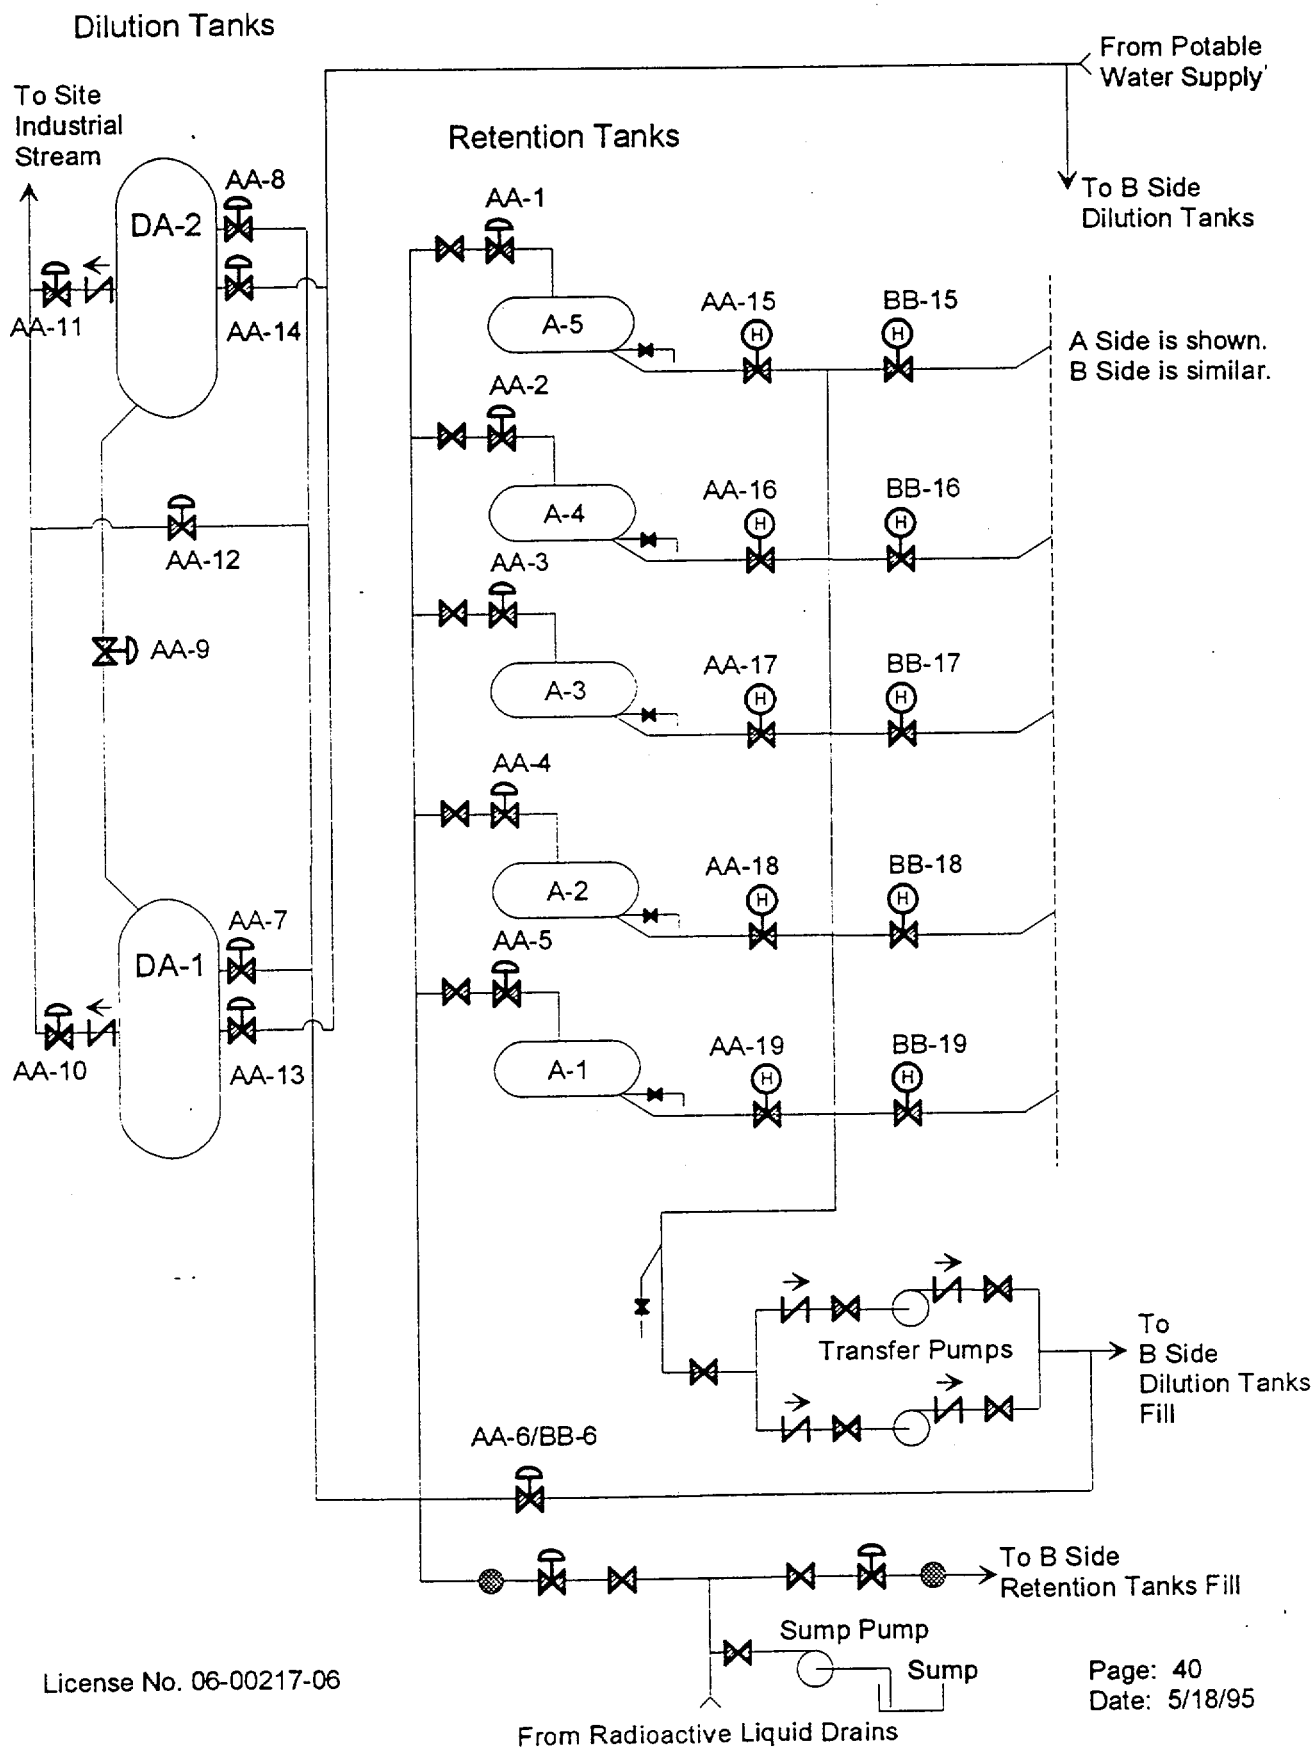 Dilution Tanks
From Potable
Water Supply
To Site
Industrial
Stream
Retention Tanks
To B Side
Dilution Tanks
AA-8
DA-2
AA-11
AA-14
AA-1
A-5
AA-15
BB-15
A Side is shown.
B Side is similar.
AA-2
A-4
AA-16
BB-16
AA-12
AA-3
A-3
AA-17
BB-17
AA-9
AA-4
A-2
AA-18
BB-18
AA-7
DA-1
AA-10
AA-13
AA-5
A-1
AA-19
BB-19
H
H
H
H
H
H
H
H
H
H
Transfer Pumps
To
B Side
Dilution Tanks
Fill
AA-6/BB-6
To B Side
Retention Tanks Fill
Sump Pump
Sump
From Radioactive Liquid Drains
License No. 06-00217-06
Page: 40
Date: 5/18/95